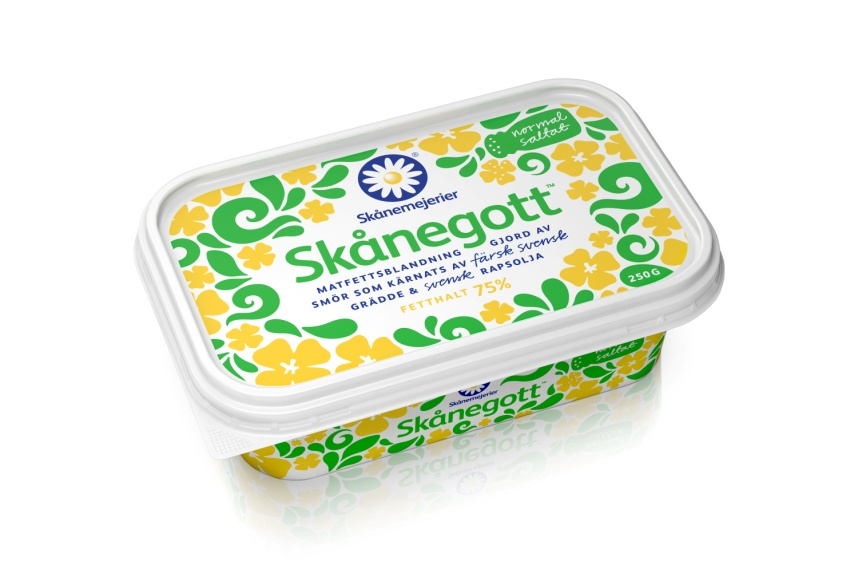 normal
saltat
®
Skånemejerier
Skånegott™
MATFETTSBLANDNING GJORD AV
SMÖR SOM KÄRNATS AV färsk svensk
GRÄDDE & svensk RAPSOLJA
FETTHALT 75%
250G
normal
saltat
Skånemejerier
Skånegott™